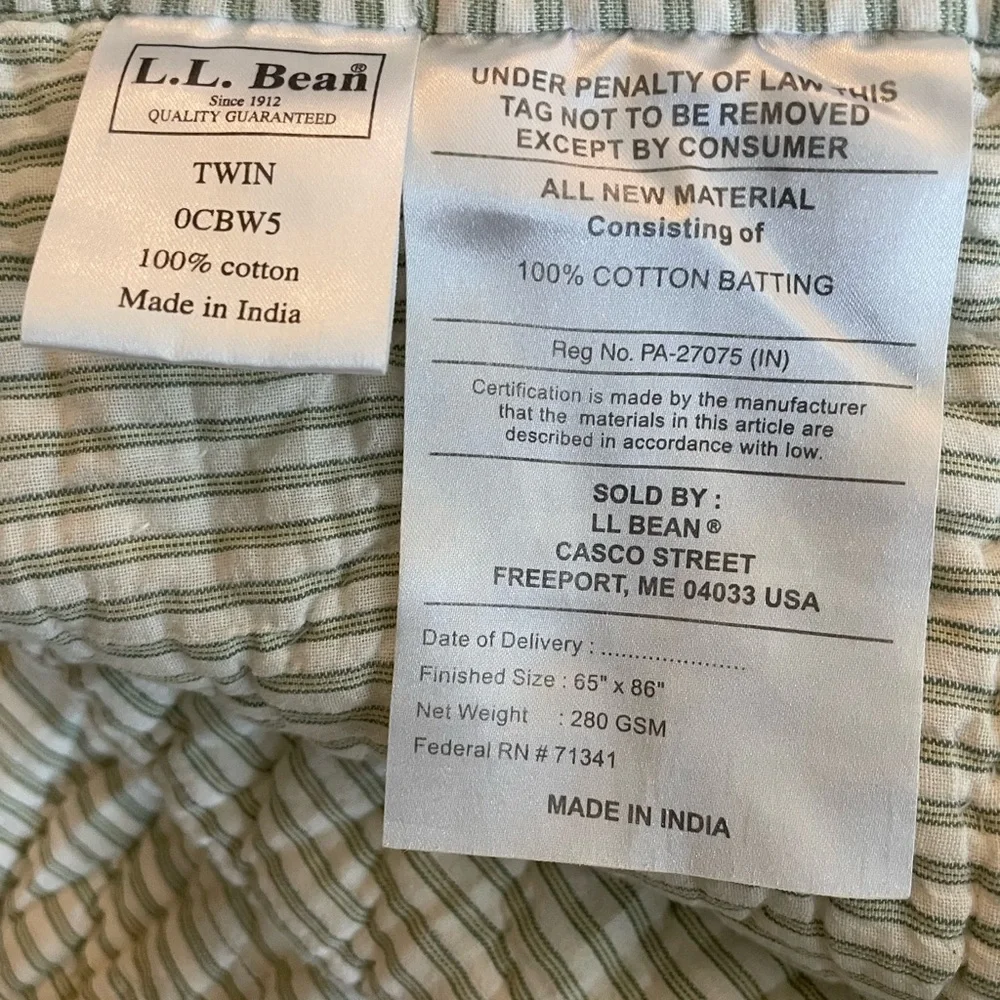 L.L. Bean®
Since 1912
QUALITY GUARANTEED
TWIN
0CBW5
100% cotton
Made in India
UNDER PENALTY OF LAW THIS
TAG NOT TO BE REMOVED
EXCEPT BY CONSUMER
ALL NEW MATERIAL
Consisting of
100% COTTON BATTING
Reg No. PA-27075 (IN)
Certification is made by the manufacturer
that the materials in this article are
described in accordance with low.
SOLD BY :
LL BEAN ®
CASCO STREET
FREEPORT, ME 04033 USA
Date of Delivery : ......................
Finished Size : 65" x 86"
Net Weight : 280 GSM
Federal RN # 71341
MADE IN INDIA